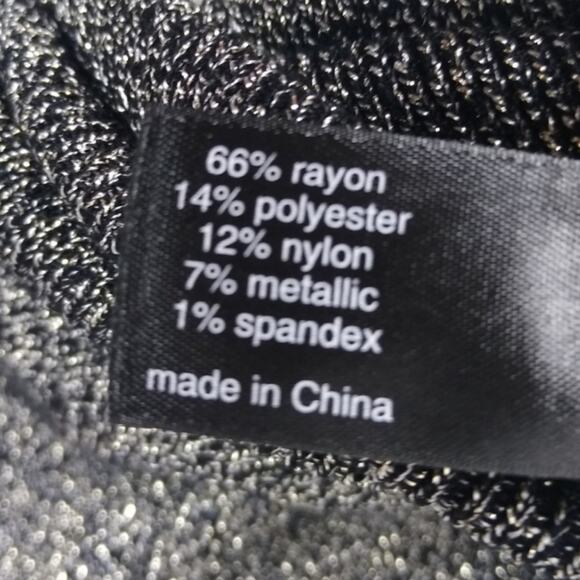 66% rayon
14% polyester
12% nylon
7% metallic
1% spandex
made in China